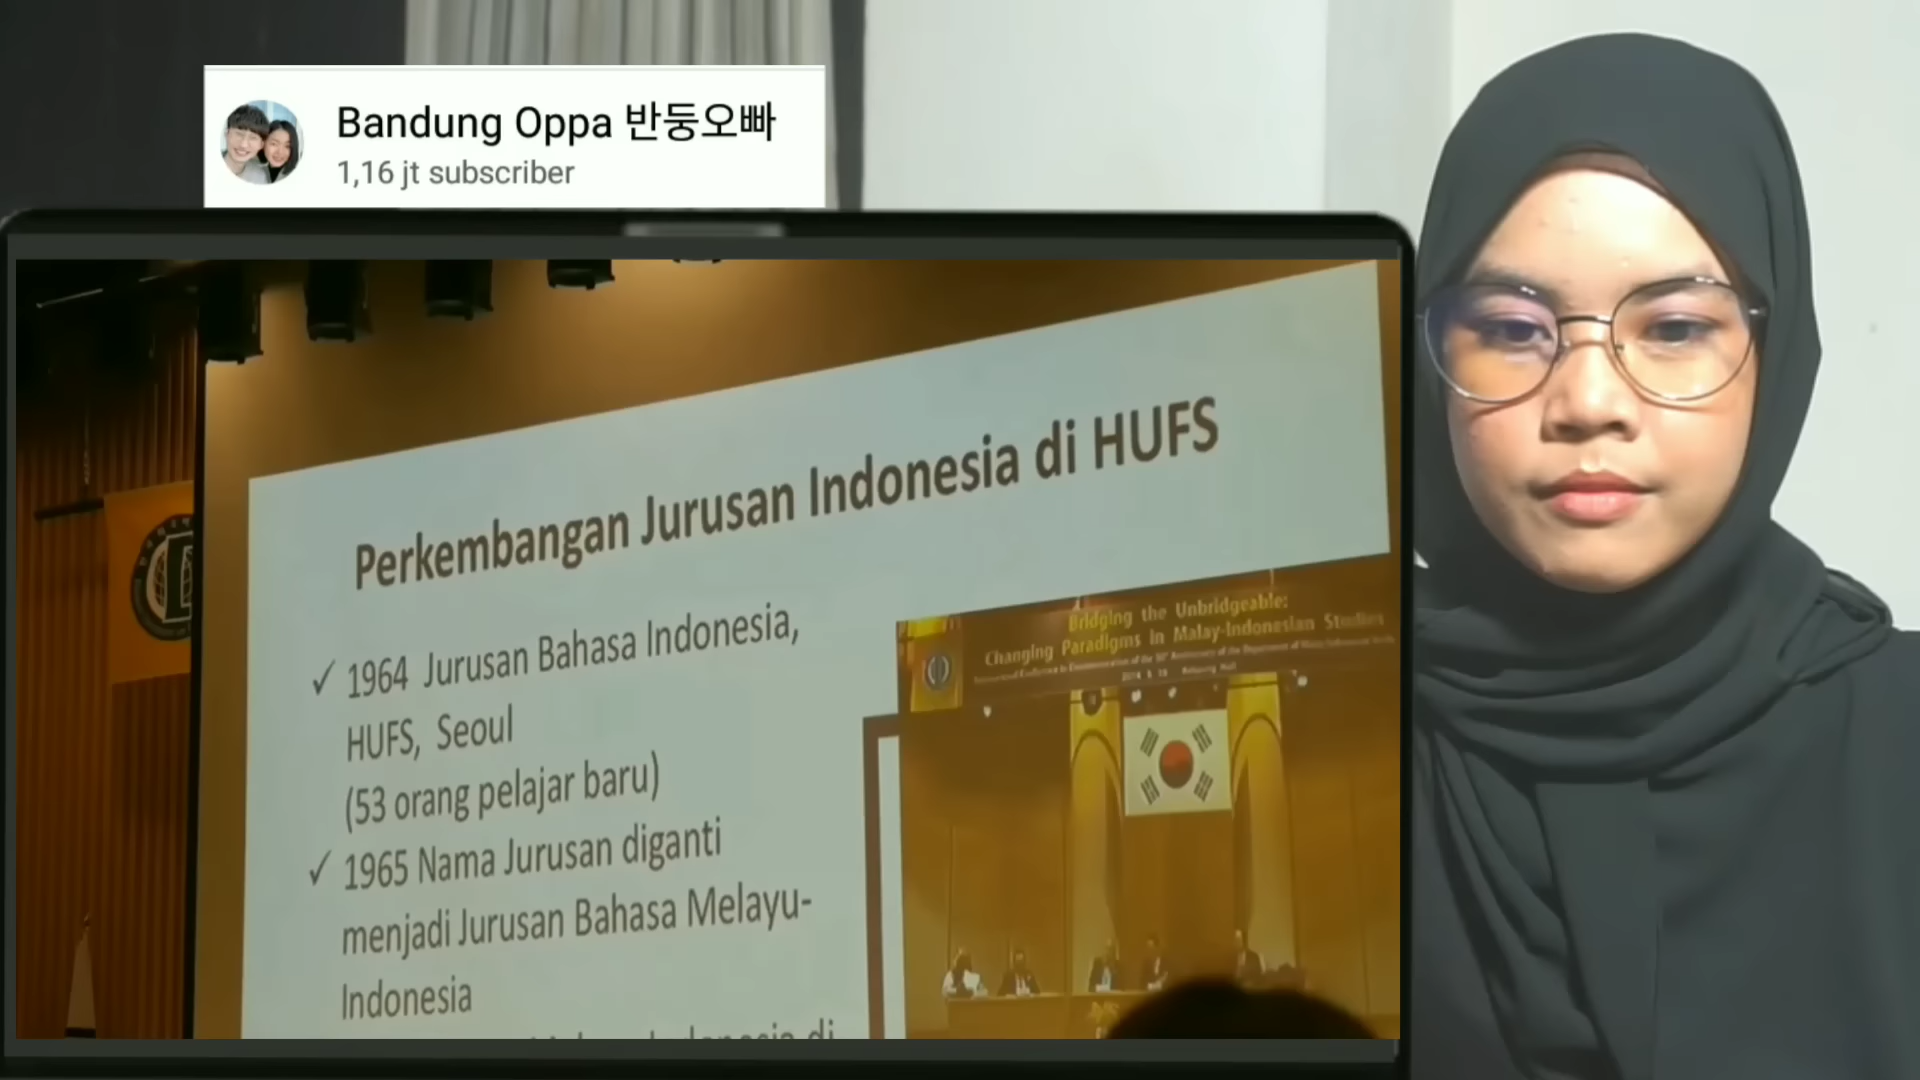 Bandung Oppa 반둥오빠
1,16 jt subscriber
Perkembangan Jurusan Indonesia di HUFS
✓ 1964 Jurusan Bahasa Indonesia,
HUFS, Seoul
(53 orang pelajar baru)
✓ 1965 Nama Jurusan diganti
menjadi Jurusan Bahasa Melayu-
Indonesia
Bridging the Unbridgeable:
Changing Paradigms in Malay-Indonesian Studies